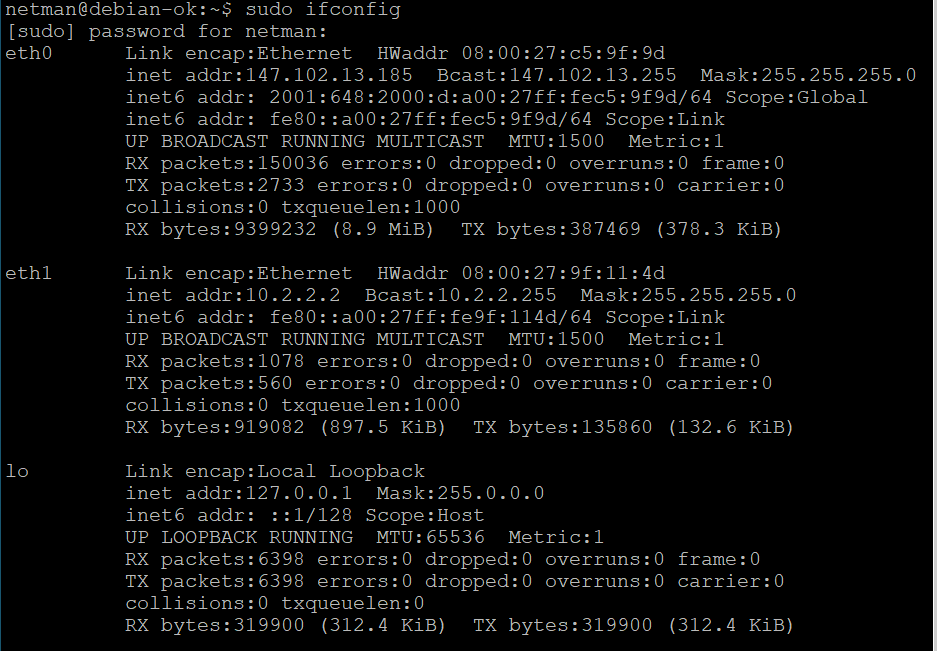 netman@debian-ok:~$ sudo ifconfig
[sudo] password for netman:
eth0      Link encap:Ethernet  HWaddr 08:00:27:c5:9f:9d
          inet addr:147.102.13.185  Bcast:147.102.13.255  Mask:255.255.255.0
          inet6 addr: 2001:648:2000:d:a00:27ff:fec5:9f9d/64 Scope:Global
          inet6 addr: fe80::a00:27ff:fec5:9f9d/64 Scope:Link
          UP BROADCAST RUNNING MULTICAST  MTU:1500  Metric:1
          RX packets:150036 errors:0 dropped:0 overruns:0 frame:0
          TX packets:2733 errors:0 dropped:0 overruns:0 carrier:0
          collisions:0 txqueuelen:1000
          RX bytes:9399232 (8.9 MiB)  TX bytes:387469 (378.3 KiB)

eth1      Link encap:Ethernet  HWaddr 08:00:27:9f:11:4d
          inet addr:10.2.2.2  Bcast:10.2.2.255  Mask:255.255.255.0
          inet6 addr: fe80::a00:27ff:fe9f:114d/64 Scope:Link
          UP BROADCAST RUNNING MULTICAST  MTU:1500  Metric:1
          RX packets:1078 errors:0 dropped:0 overruns:0 frame:0
          TX packets:560 errors:0 dropped:0 overruns:0 carrier:0
          collisions:0 txqueuelen:1000
          RX bytes:919082 (897.5 KiB)  TX bytes:135860 (132.6 KiB)

lo        Link encap:Local Loopback
          inet addr:127.0.0.1  Mask:255.0.0.0
          inet6 addr: ::1/128 Scope:Host
          UP LOOPBACK RUNNING  MTU:65536  Metric:1
          RX packets:6398 errors:0 dropped:0 overruns:0 frame:0
          TX packets:6398 errors:0 dropped:0 overruns:0 carrier:0
          collisions:0 txqueuelen:0
          RX bytes:319900 (312.4 KiB)  TX bytes:319900 (312.4 KiB)